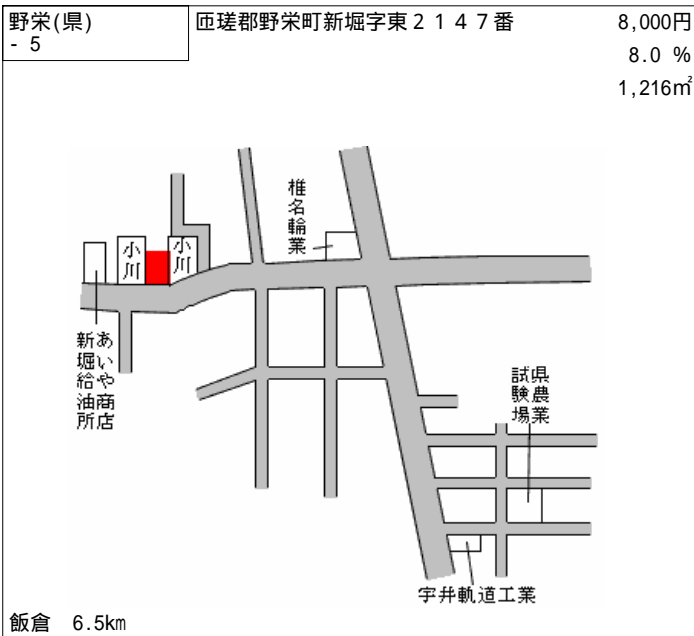 野栄(県)
- 5
匝瑳郡野栄町新堀字東２１４７番
8,000円
8.0 %
1,216㎡
椎名輪業
小川
小川
あいや商店
新堀給油所
県農業
試験場
宇井軌道工業
飯倉 6.5km